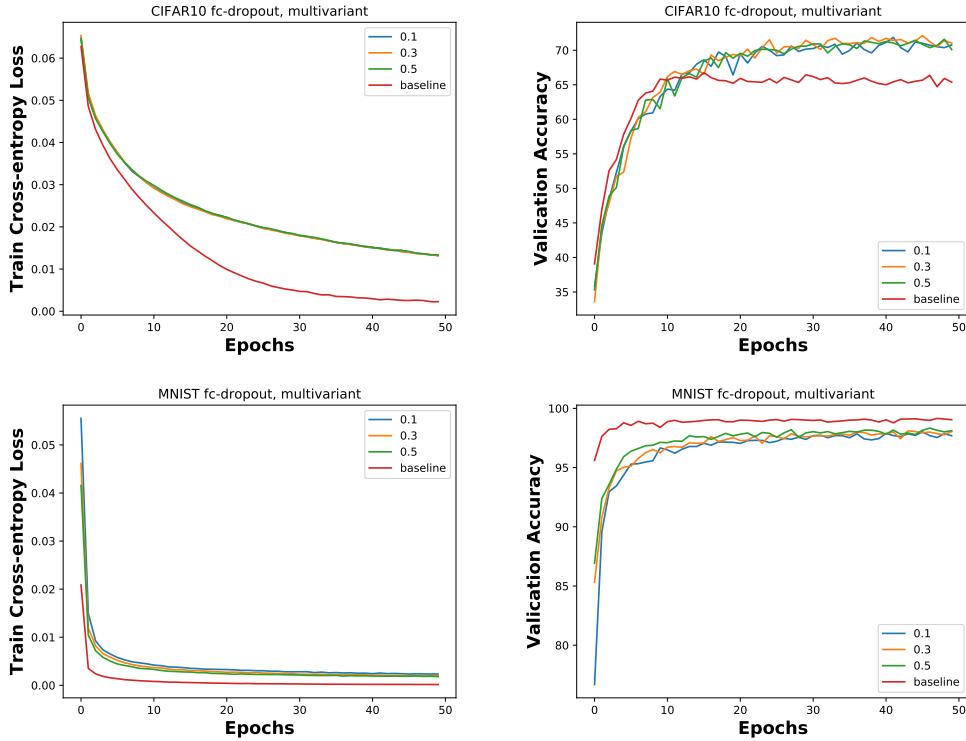 CIFAR10 fc-dropout, multivariant
Train Cross-entropy Loss
0.06
0.05
0.04
0.03
0.02
0.01
0.00
0 10 20 30 40 50
Epochs
0.1
0.3
0.5
baseline
CIFAR10 fc-dropout, multivariant
Valication Accuracy
70
65
60
55
50
45
40
35
0 10 20 30 40 50
Epochs
0.1
0.3
0.5
baseline
MNIST fc-dropout, multivariant
Train Cross-entropy Loss
0.05
0.04
0.03
0.02
0.01
0.00
0 10 20 30 40 50
Epochs
0.1
0.3
0.5
baseline
MNIST fc-dropout, multivariant
Valication Accuracy
100
95
90
85
80
0 10 20 30 40 50
Epochs
0.1
0.3
0.5
baseline